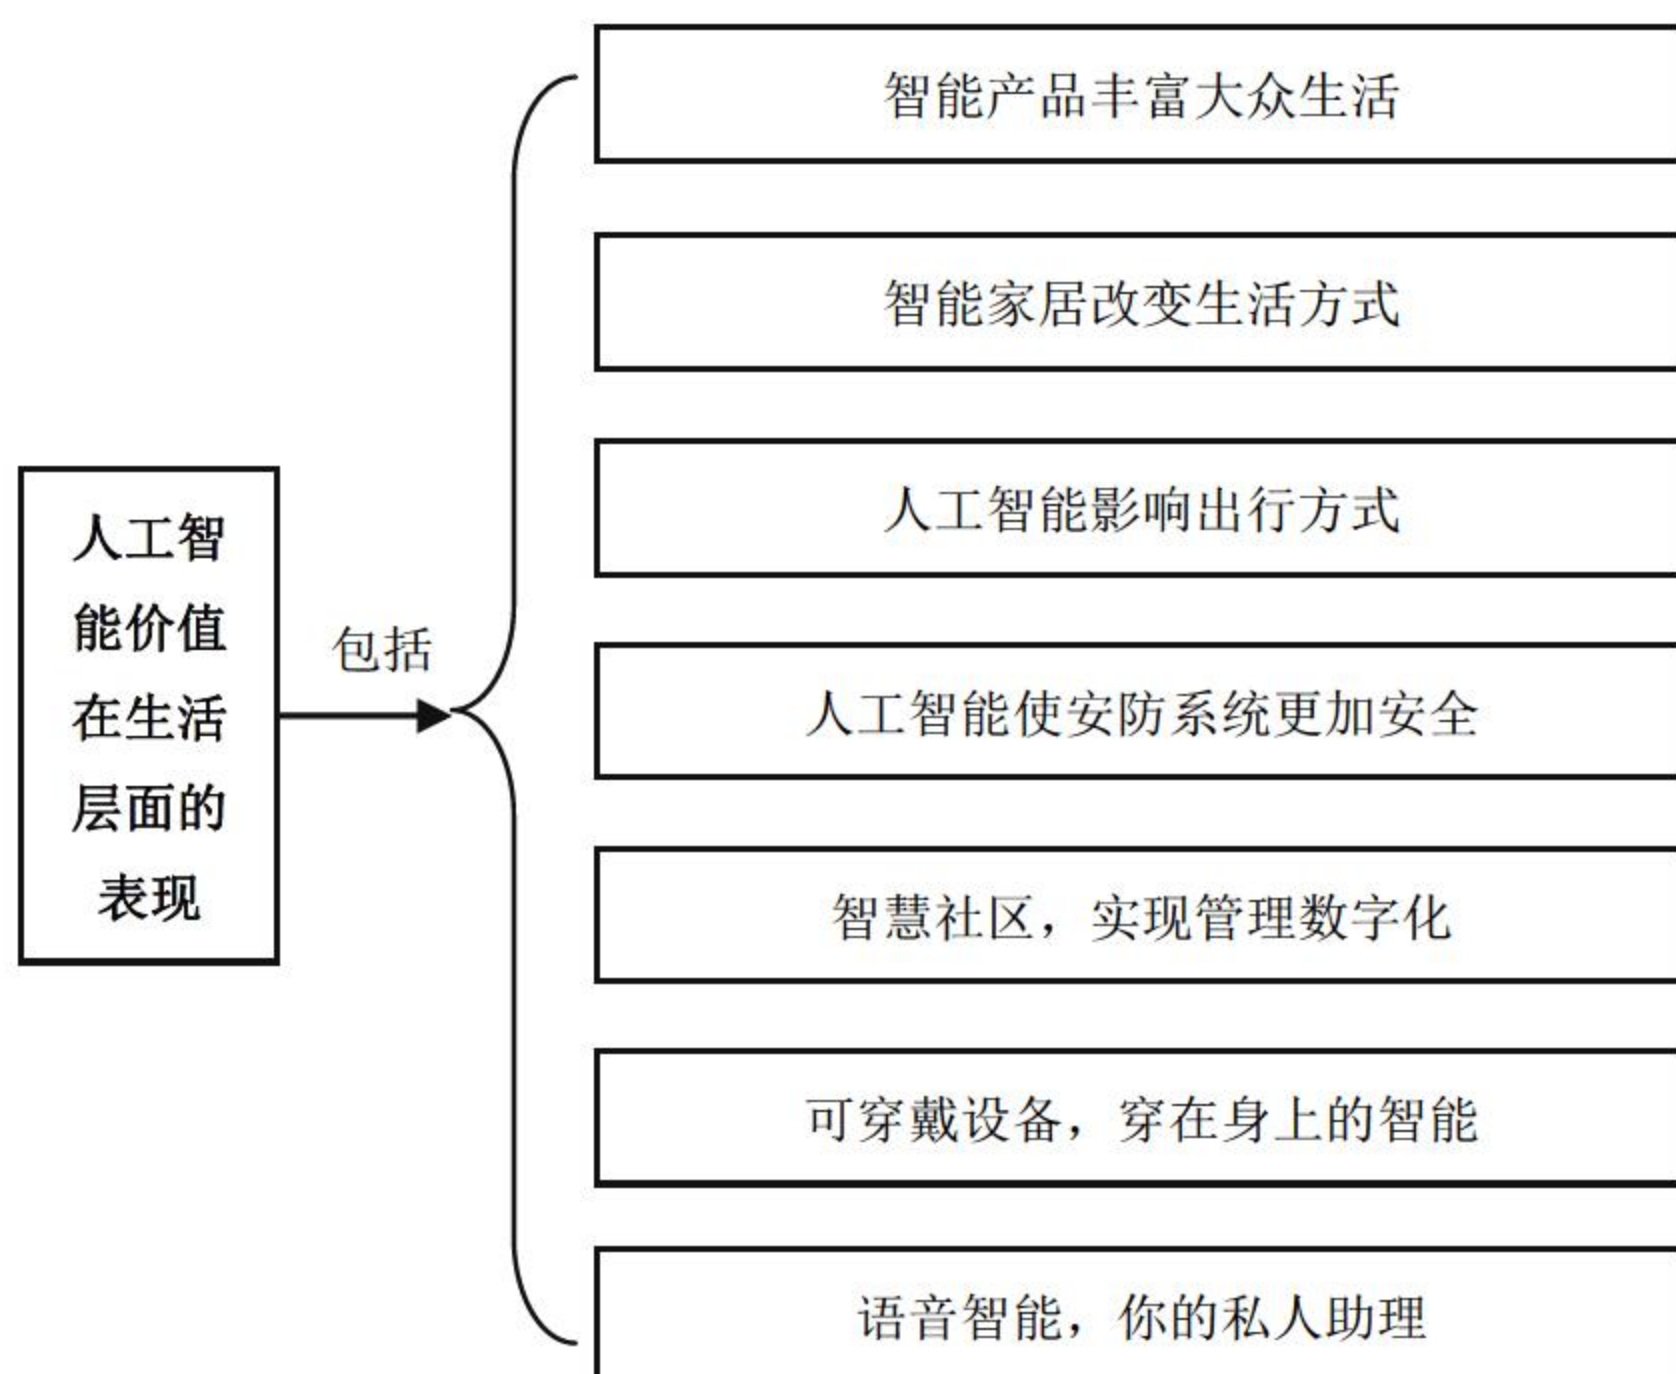 智能产品丰富大众生活
智能家居改变生活方式
人工智能影响出行方式
人工智
能价值
在生活
层面的
表现
包括
人工智能使安防系统更加安全
智慧社区，实现管理数字化
可穿戴设备，穿在身上的智能
语音智能，你的私人助理